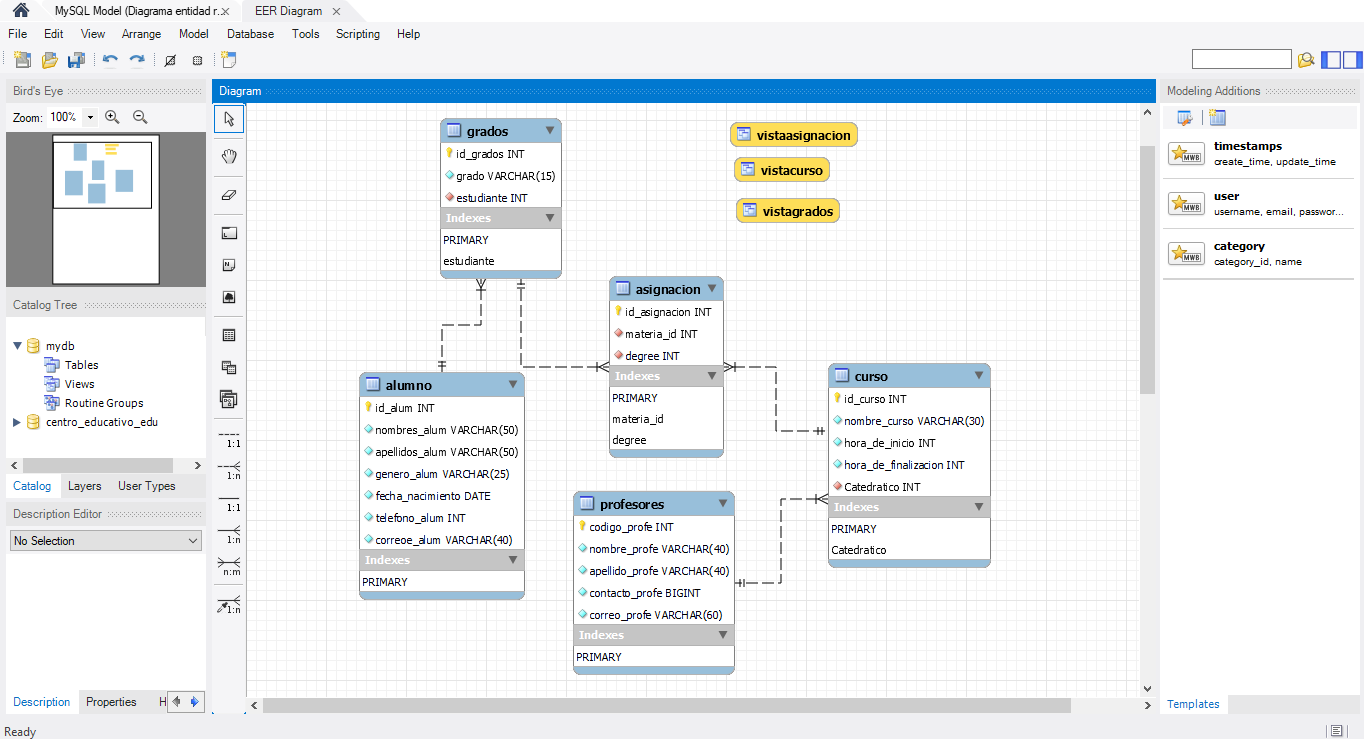 MySQL Model (Diagrama entidad r...
EER Diagram
File Edit View Arrange Model Database Tools Scripting Help
Bird's Eye
Zoom: 100%
Catalog Tree
mydb
Tables
Views
Routine Groups
centro_educativo_edu
Catalog Layers User Types
Description Editor
No Selection
Description Properties H
Ready
Diagram
1:1
1:n
1:1
1:n
n:m
1:n
grados
id_grados INT
grado VARCHAR(15)
estudiante INT
Indexes
PRIMARY
estudiante
vistaasignacion
vistacurso
vistagrados
asignacion
id_asignacion INT
materia_id INT
degree INT
Indexes
PRIMARY
materia_id
degree
alumno
id_alum INT
nombres_alum VARCHAR(50)
apellidos_alum VARCHAR(50)
genero_alum VARCHAR(25)
fecha_nacimiento DATE
telefono_alum INT
correoe_alum VARCHAR(40)
Indexes
PRIMARY
curso
id_curso INT
nombre_curso VARCHAR(30)
hora_de_inicio INT
hora_de_finalizacion INT
Catedratico INT
Indexes
PRIMARY
Catedratico
profesores
codigo_profe INT
nombre_profe VARCHAR(40)
apellido_profe VARCHAR(40)
contacto_profe BIGINT
correo_profe VARCHAR(60)
Indexes
PRIMARY
Modeling Additions
MWB
timestamps
create_time, update_time
MWB
user
username, email, passwor...
MWB
category
category_id, name
Templates